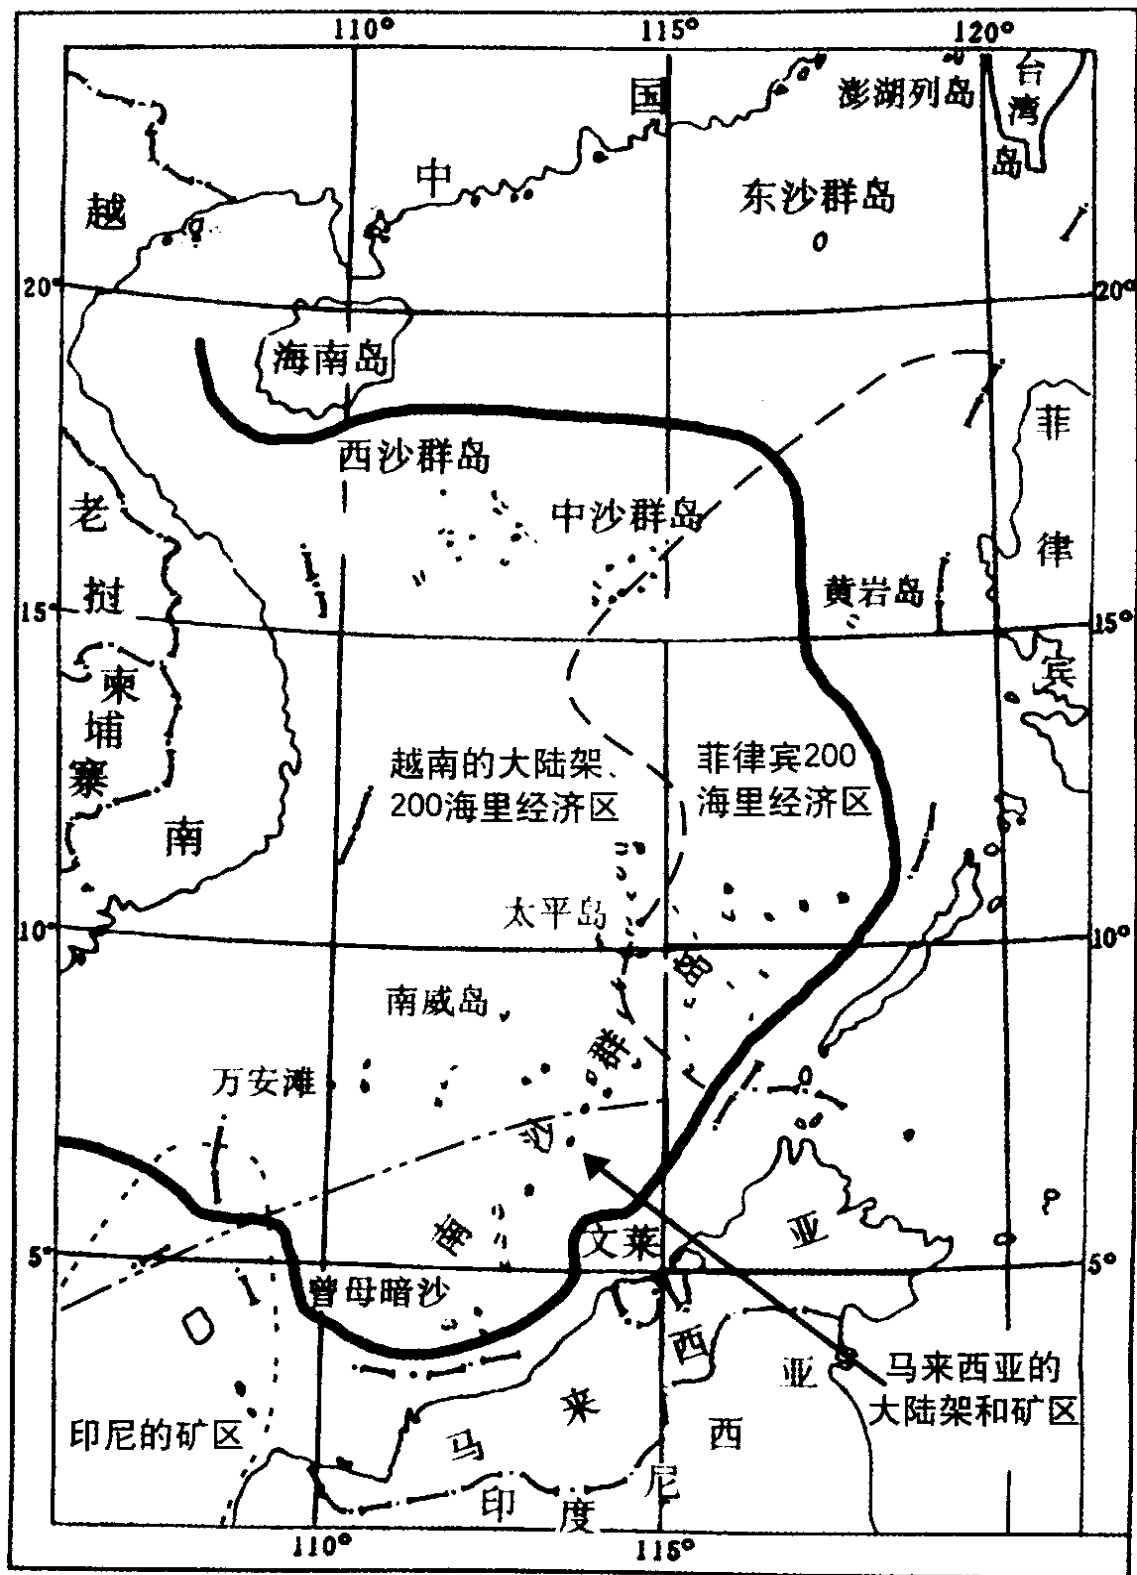 110°
115°
120°
国
澎湖列岛
台
湾
岛
中
越
东沙群岛
20°
20°
海南岛
西沙群岛
中沙群岛
菲
律
宾
老
挝
黄岩岛
15°
15°
柬
埔
寨
南
越南的大陆架、
200海里经济区
菲律宾200
海里经济区
太平岛
10°
10°
南威岛
万安滩
岛
群
沙
南
5°
5°
文莱
曾母暗沙
亚
西
来
马
马来西亚的
大陆架和矿区
印尼的矿区
亚
西
尼
度
印
110°
115°